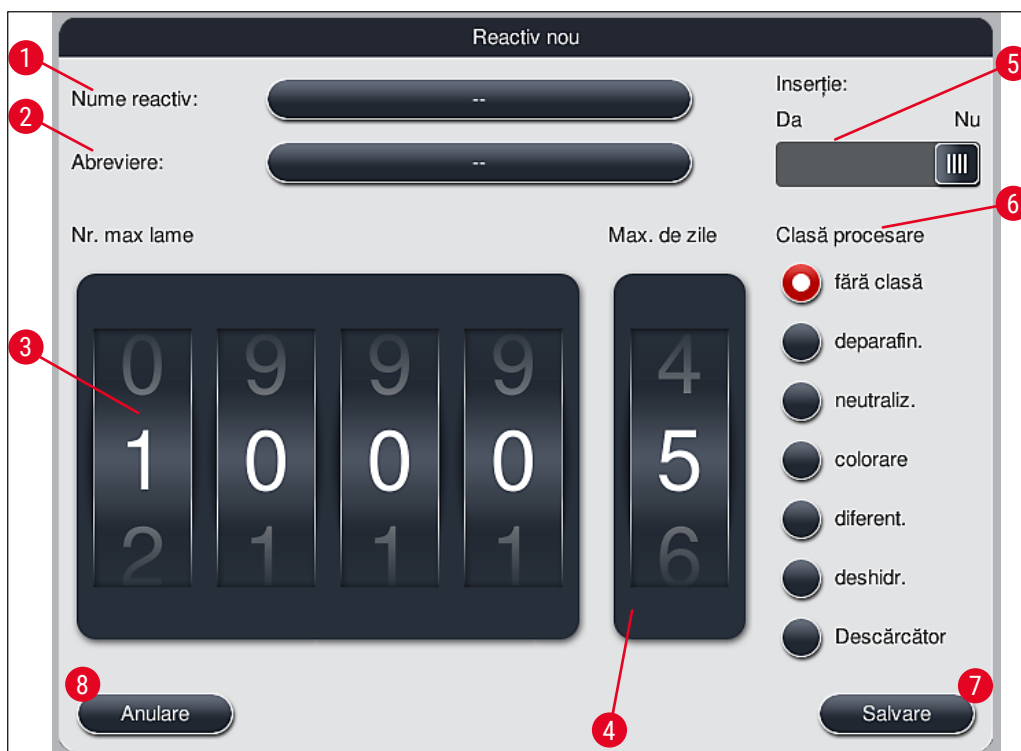 Reactiv nou
1
Nume reactiv:
--
2
Abreviere:
--
Inserție:
5
Da
Nu
6
Nr. max lame
Max. de zile
Clasă procesare
3
0 9 9 9
1 0 0 0
2 1 1 1
4
5
6
4
fără clasă
deparafin.
neutraliz.
colorare
diferent.
deshidr.
Descărcător
8
Anulare
7
Salvare